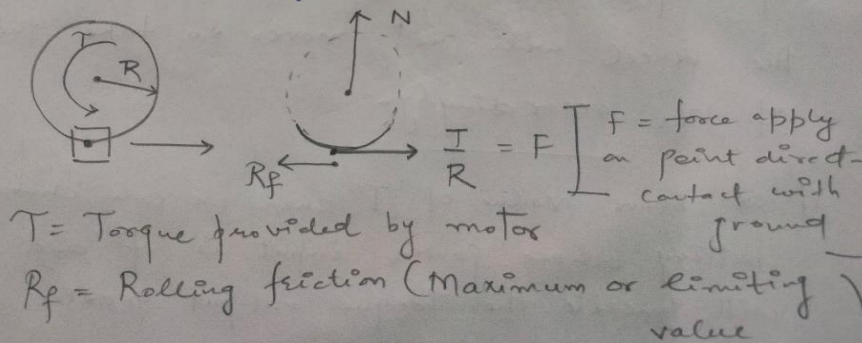 T
R
N
Rf
T/R = F
F = force apply
on point direct-
contact with
ground
T = Torque provided by motor
Rf = Rolling friction (Maximum or limiting
value